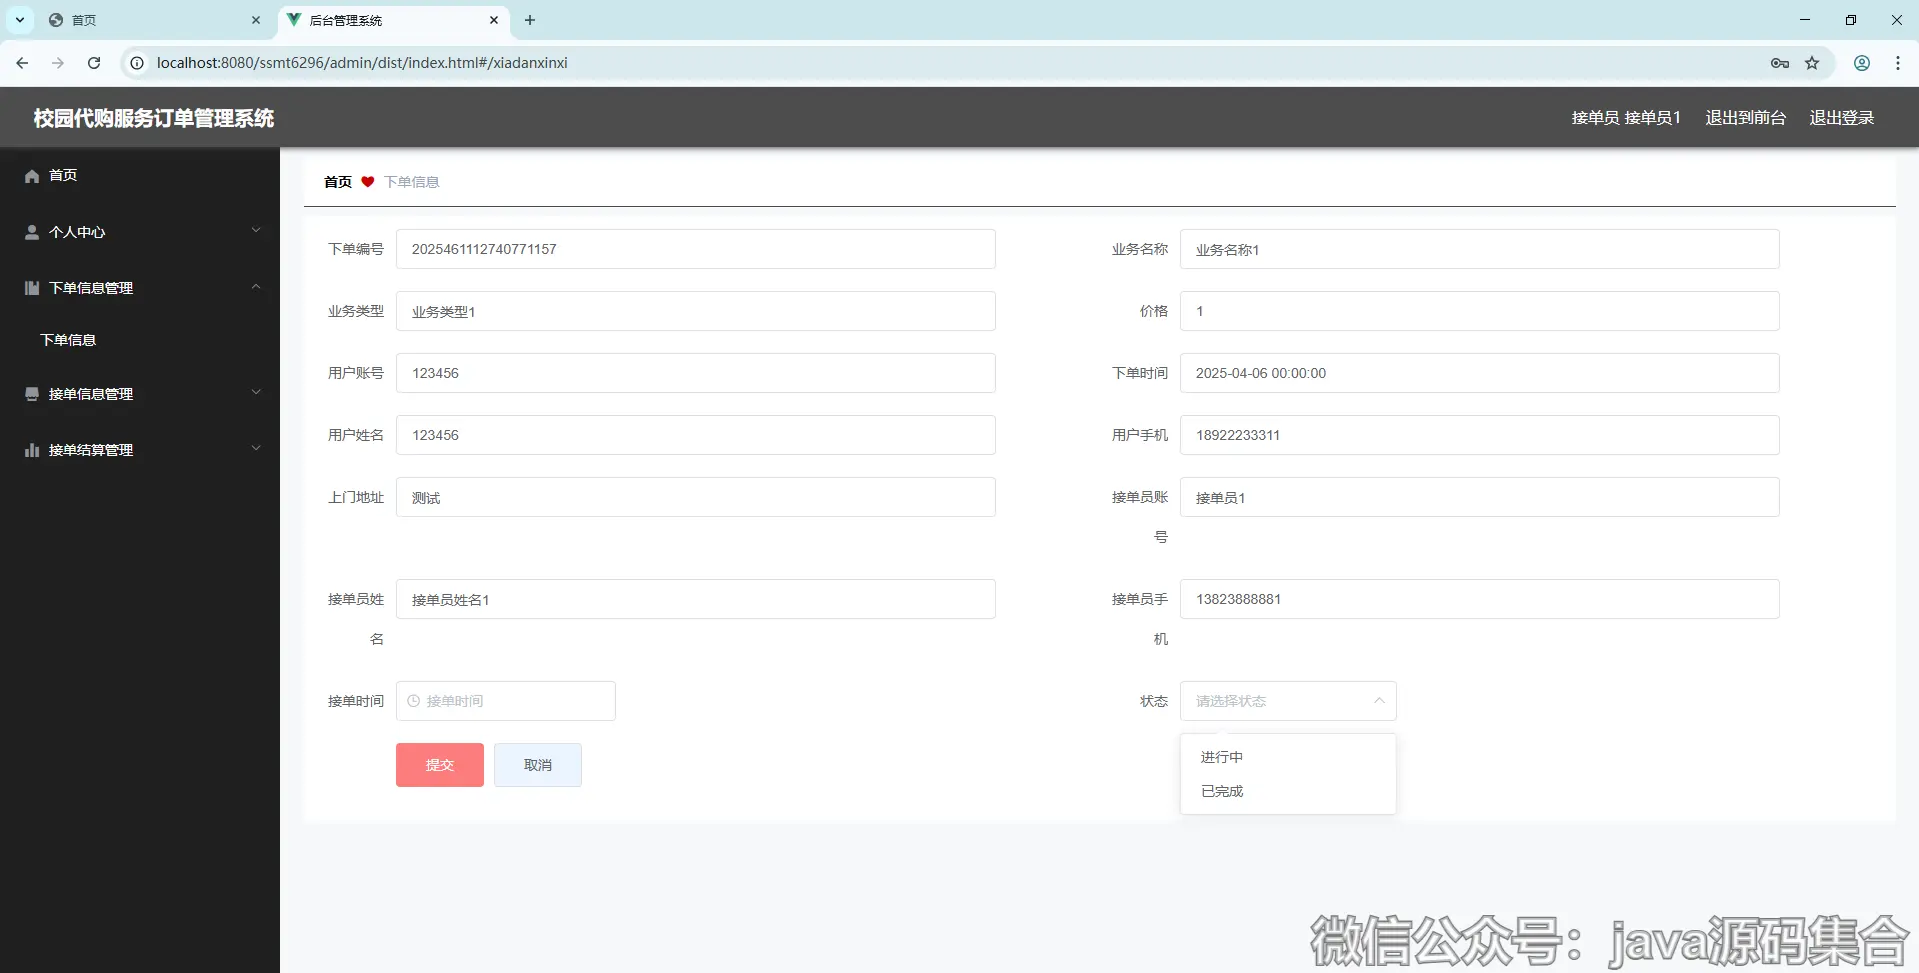 首页
后台管理系统
localhost:8080/ssmt6296/admin/dist/index.html#/xiadanxinxi
校园代购服务订单管理系统
接单员 接单员1 退出到前台 退出登录
首页
个人中心
下单信息管理
下单信息
接单信息管理
接单结算管理
首页 下单信息
下单编号 2025461112740771157
业务名称 业务名称1
业务类型 业务类型1
价格 1
用户账号 123456
下单时间 2025-04-06 00:00:00
用户姓名 123456
用户手机 18922233311
上门地址 测试
接单员账号 接单员1
接单员姓名 接单员姓名1
接单员手机 13823888881
接单时间 接单时间
状态 请选择状态
进行中
已完成
提交 取消
微信公众号：java源码集合